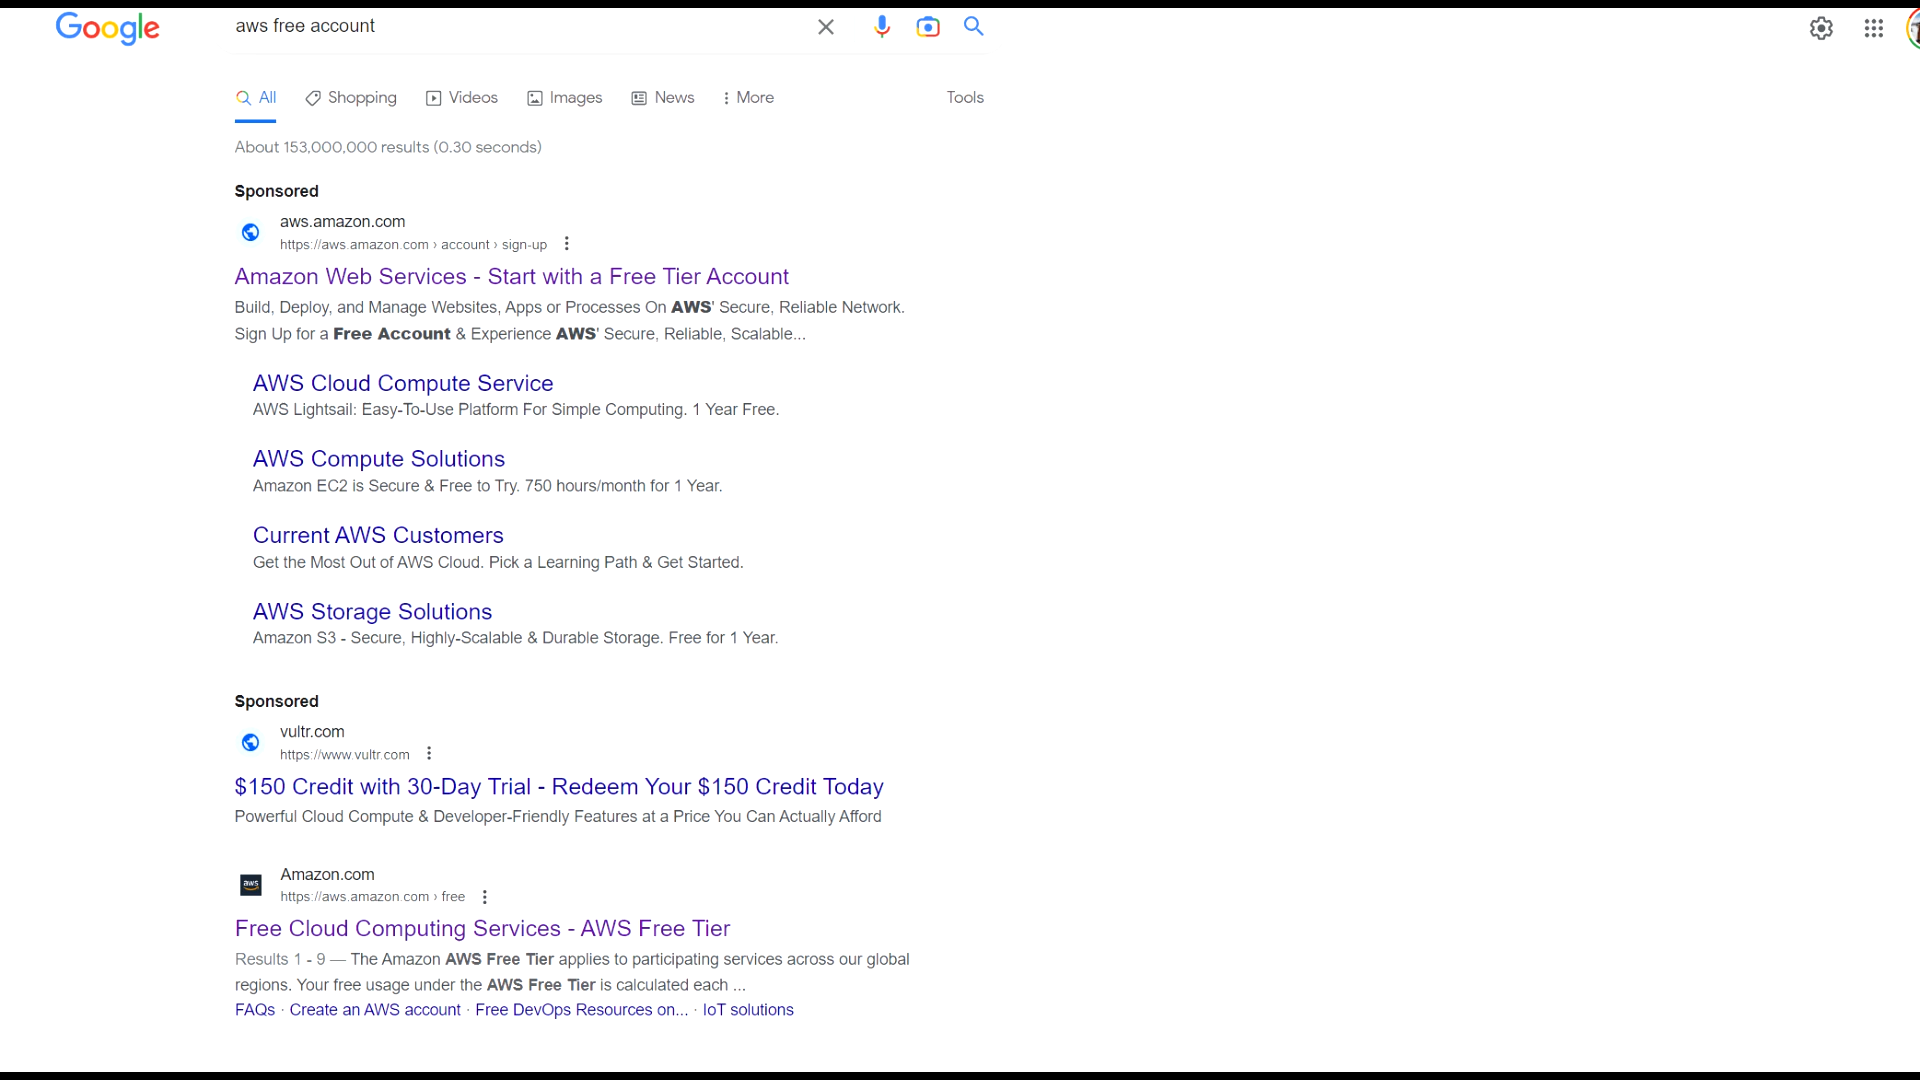 Google
aws free account
All
Shopping
Videos
Images
News
More
Tools
About 153,000,000 results (0.30 seconds)
Sponsored
aws.amazon.com
https://aws.amazon.com › account › sign-up
Amazon Web Services - Start with a Free Tier Account
Build, Deploy, and Manage Websites, Apps or Processes On AWS' Secure, Reliable Network.
Sign Up for a Free Account & Experience AWS' Secure, Reliable, Scalable...
AWS Cloud Compute Service
AWS Lightsail: Easy-To-Use Platform For Simple Computing. 1 Year Free.
AWS Compute Solutions
Amazon EC2 is Secure & Free to Try. 750 hours/month for 1 Year.
Current AWS Customers
Get the Most Out of AWS Cloud. Pick a Learning Path & Get Started.
AWS Storage Solutions
Amazon S3 - Secure, Highly-Scalable & Durable Storage. Free for 1 Year.
Sponsored
vultr.com
https://www.vultr.com
$150 Credit with 30-Day Trial - Redeem Your $150 Credit Today
Powerful Cloud Compute & Developer-Friendly Features at a Price You Can Actually Afford
aws
Amazon.com
https://aws.amazon.com › free
Free Cloud Computing Services - AWS Free Tier
Results 1 - 9 — The Amazon AWS Free Tier applies to participating services across our global
regions. Your free usage under the AWS Free Tier is calculated each ...
FAQs · Create an AWS account · Free DevOps Resources on... · IoT solutions